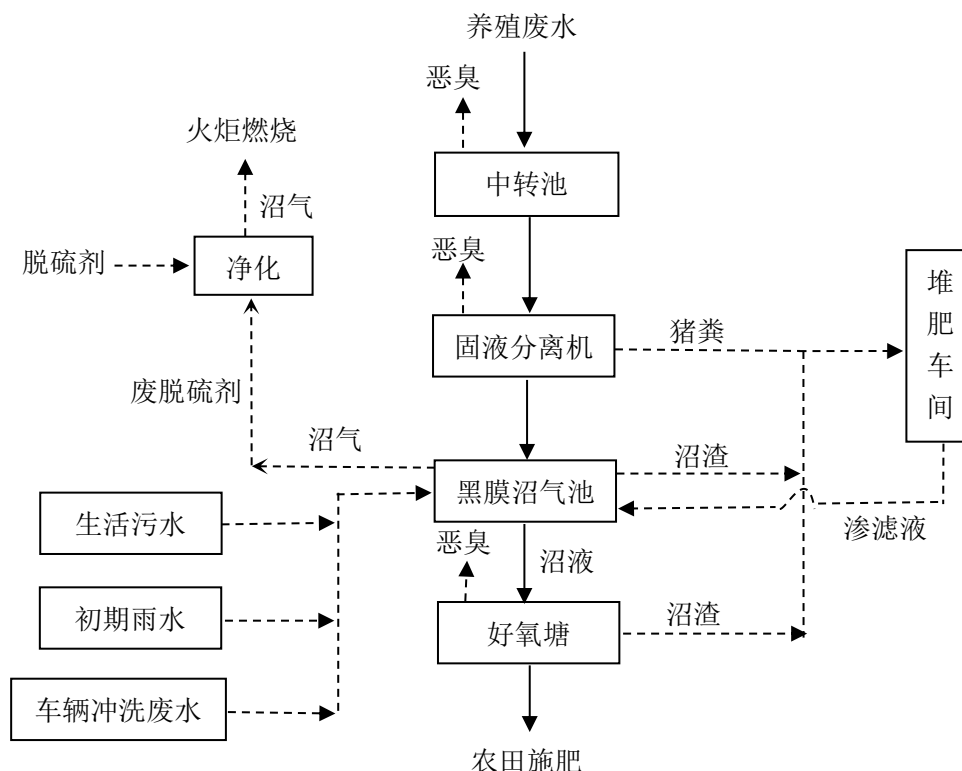 养殖废水
恶臭
火炬燃烧
中转池
沼气
恶臭
脱硫剂
净化
堆肥车间
猪粪
固液分离机
废脱硫剂
沼气
沼渣
黑膜沼气池
生活污水
渗滤液
恶臭
沼液
初期雨水
沼渣
好氧塘
车辆冲洗废水
农田施肥